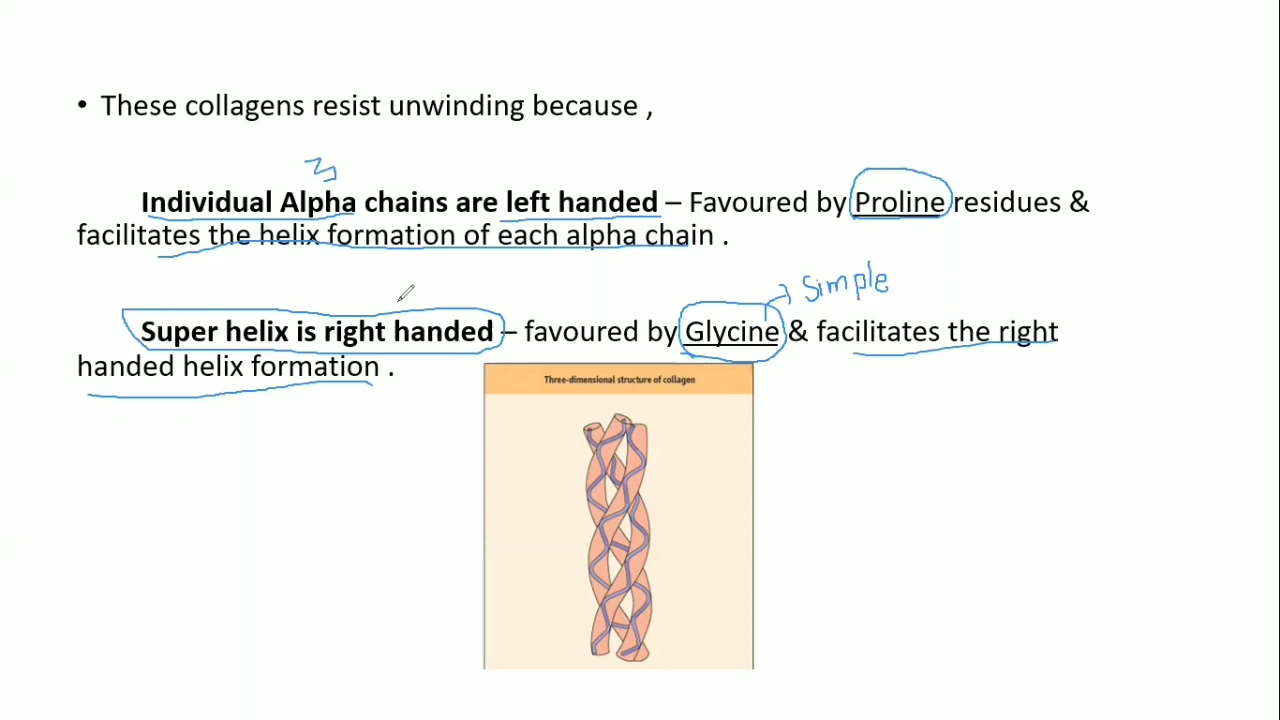 • These collagens resist unwinding because ,
3
Individual Alpha chains are left handed – Favoured by Proline residues &
facilitates the helix formation of each alpha chain .
Simple
Super helix is right handed – favoured by Glycine & facilitates the right
handed helix formation .
Three-dimensional structure of collagen